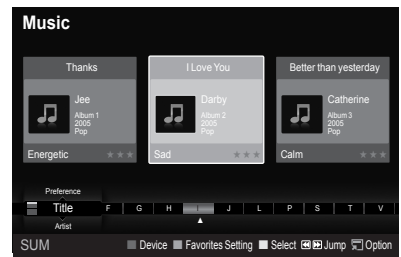 Music
Thanks
Jee
Album 1
2005
Pop
Energetic ★★★
I Love You
Darby
Album 2
2005
Pop
Sad ★★★
Better than yesterday
Catherine
Album 3
2005
Pop
Calm ★★★
Preference
Title F G H I J L P S T V
Artist
SUM Device Favorites Setting Select Jump Option